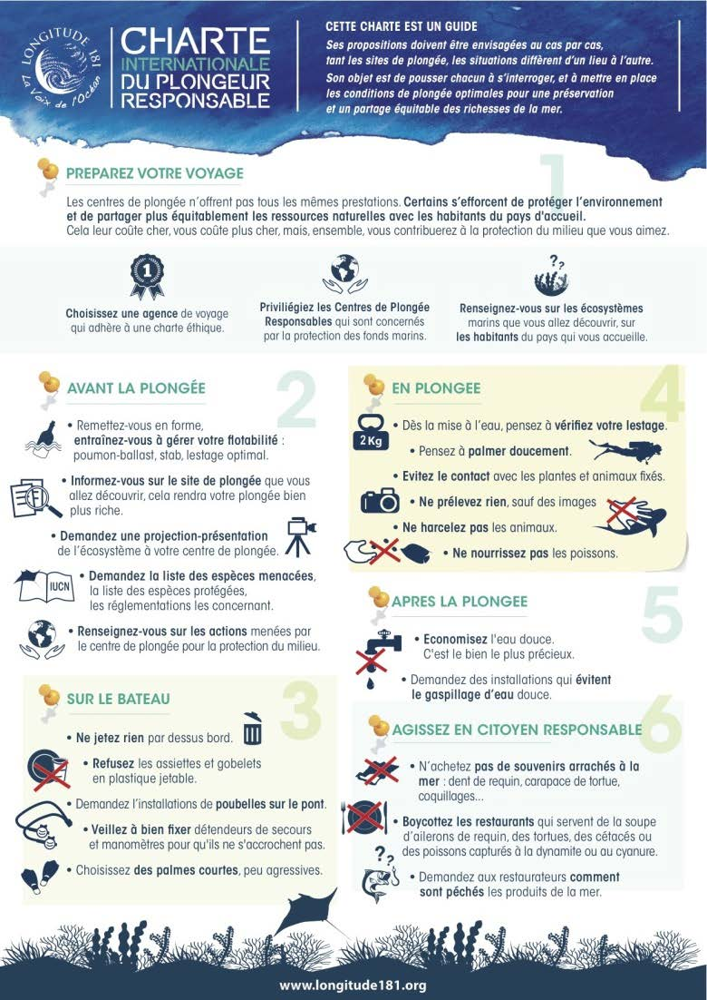 LONGITUDE 181
La Voix de l'Océan
CHARTE
INTERNATIONALE
DU PLONGEUR
RESPONSABLE
CETTE CHARTE EST UN GUIDE
Ses propositions doivent être envisagées au cas par cas,
tant les sites de plongée, les situations diffèrent d'un lieu à l'autre.
Son objet est de pousser chacun à s'interroger, et à mettre en place
les conditions de plongée optimales pour une préservation
et un partage équitable des richesses de la mer.
1
PREPAREZ VOTRE VOYAGE
Les centres de plongée n'offrent pas tous les mêmes prestations. Certains s'efforcent de protéger l'environnement
et de partager plus équitablement les ressources naturelles avec les habitants du pays d'accueil.
Cela leur coûte cher, vous coûte plus cher, mais, ensemble, vous contribuerez à la protection du milieu que vous aimez.
1
Choisissez une agence de voyage
qui adhère à une charte éthique.
Priviliégiez les Centres de Plongée
Responsables qui sont concernés
par la protection des fonds marins.
??
Renseignez-vous sur les écosystèmes
marins que vous allez découvrir, sur
les habitants du pays qui vous accueille.
2
AVANT LA PLONGÉE
• Remettez-vous en forme,
entraînez-vous à gérer votre flotabilité :
poumon-ballast, stab, lestage optimal.
• Informez-vous sur le site de plongée que vous
allez découvrir, cela rendra votre plongée bien
plus riche.
• Demandez une projection-présentation
de l'écosystème à votre centre de plongée.
IUCN
• Demandez la liste des espèces menacées,
la liste des espèces protégées,
les réglementations les concernant.
• Renseignez-vous sur les actions menées par
le centre de plongée pour la protection du milieu.
3
SUR LE BATEAU
• Ne jetez rien par dessus bord.
• Refusez les assiettes et gobelets
en plastique jetable.
• Demandez l'installations de poubelles sur le pont.
• Veillez à bien fixer détendeurs de secours
et manomètres pour qu'ils ne s'accrochent pas.
• Choisissez des palmes courtes, peu agressives.
4
EN PLONGEE
2 Kg
• Dès la mise à l'eau, pensez à vérifiez votre lestage.
• Pensez à palmer doucement.
• Evitez le contact avec les plantes et animaux fixés.
• Ne prélevez rien, sauf des images
• Ne harcelez pas les animaux.
• Ne nourrissez pas les poissons.
5
APRES LA PLONGEE
• Economisez l'eau douce.
C'est le bien le plus précieux.
• Demandez des installations qui évitent
le gaspillage d'eau douce.
6
AGISSEZ EN CITOYEN RESPONSABLE
• N'achetez pas de souvenirs arrachés à la
mer : dent de requin, carapace de tortue,
coquillages...
• Boycottez les restaurants qui servent de la soupe
d'ailerons de requin, des tortues, des cétacés ou
des poissons capturés à la dynamite ou au cyanure.
??
• Demandez aux restaurateurs comment
sont péchés les produits de la mer.
www.longitude181.org